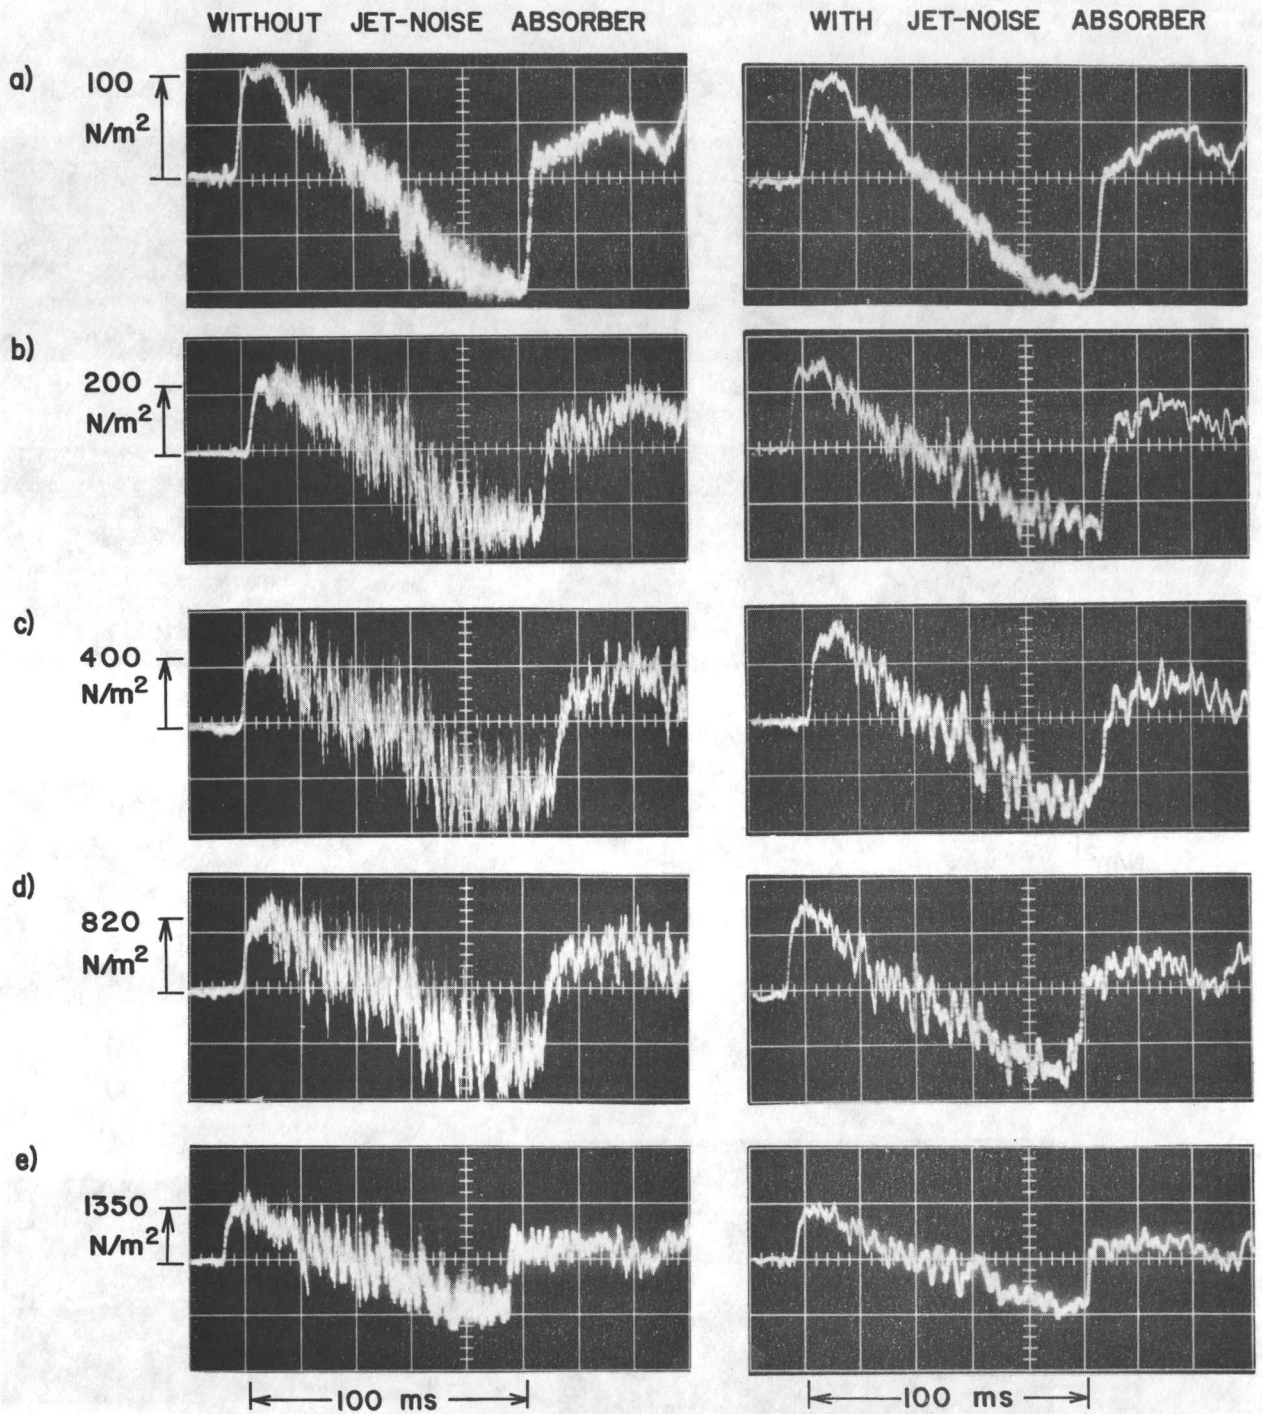 WITHOUT JET-NOISE ABSORBER
WITH JET-NOISE ABSORBER
a)
100
N/m²
b)
200
N/m²
c)
400
N/m²
d)
820
N/m²
e)
1350
N/m²
100 ms
100 ms